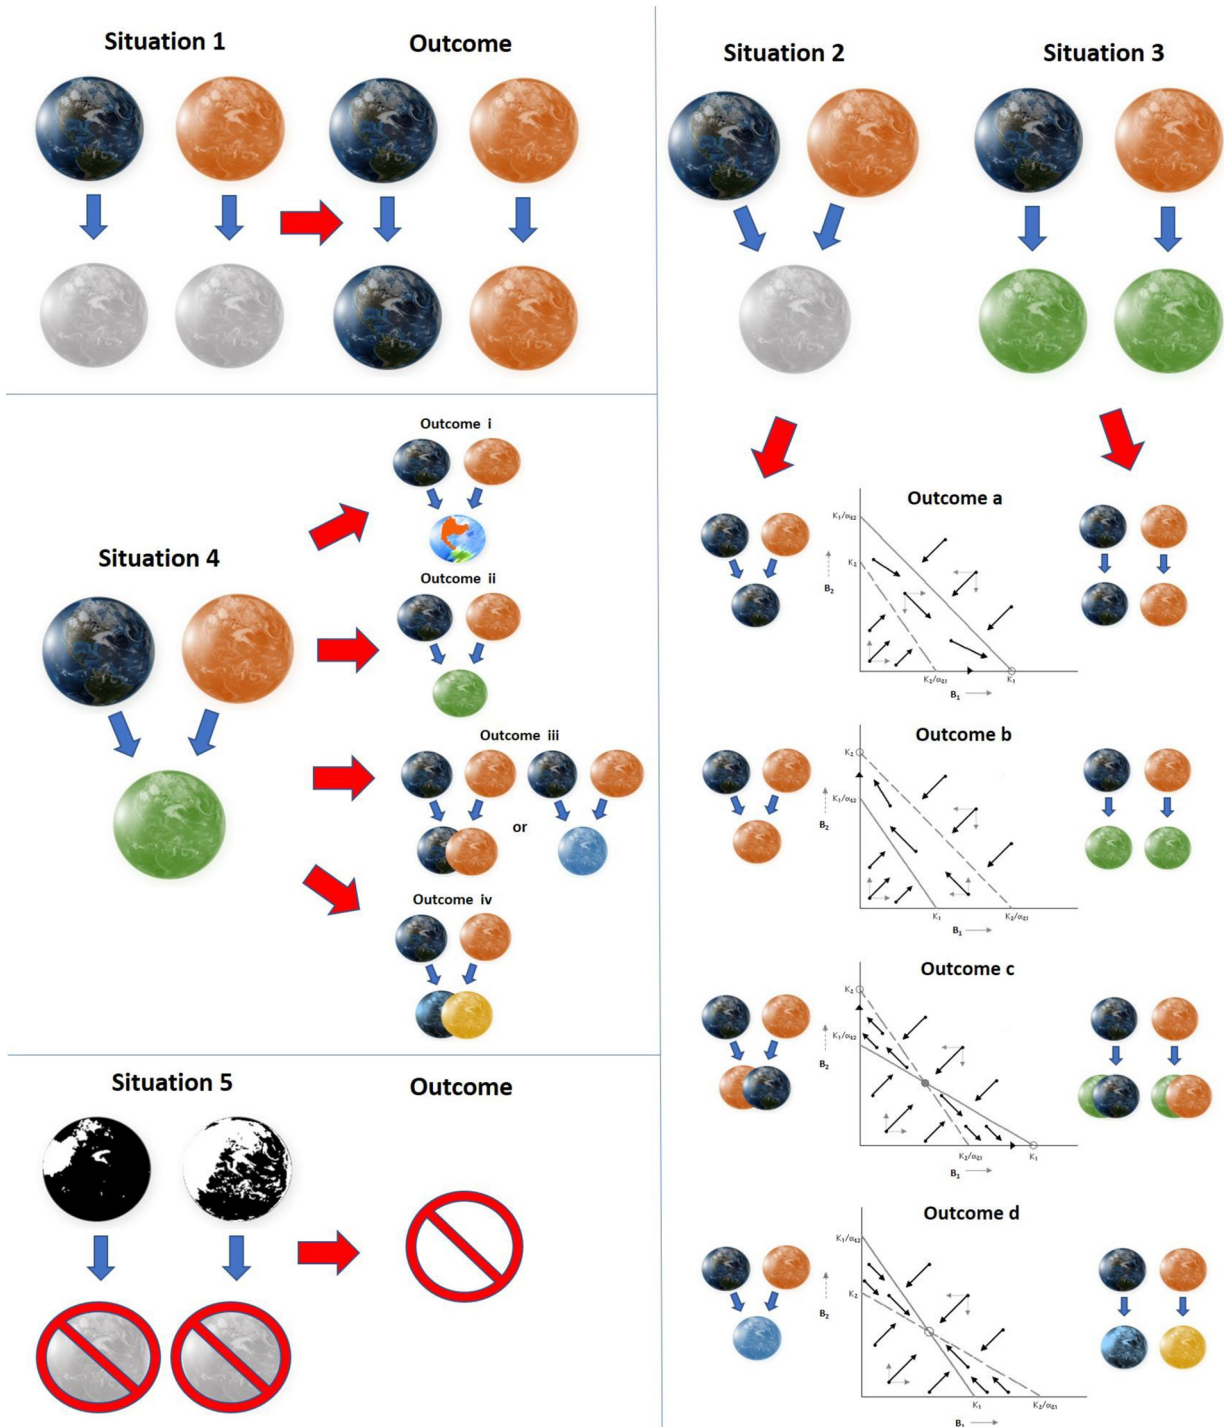 Situation 1
Outcome
Situation 2
Situation 3
Situation 4
Outcome i
Outcome ii
Outcome iii
or
Outcome iv
Situation 5
Outcome
Outcome a
K₁/α₁₂
K₂
B₂
K₂/α₂₁
K₁
B₁
Outcome b
K₂
K₁/α₁₂
B₂
K₁
K₂/α₂₁
B₁
Outcome c
K₂
K₁/α₁₂
B₂
K₂/α₂₁
K₁
B₁
Outcome d
K₁/α₁₂
K₂
B₂
K₁
K₂/α₂₁
B₁